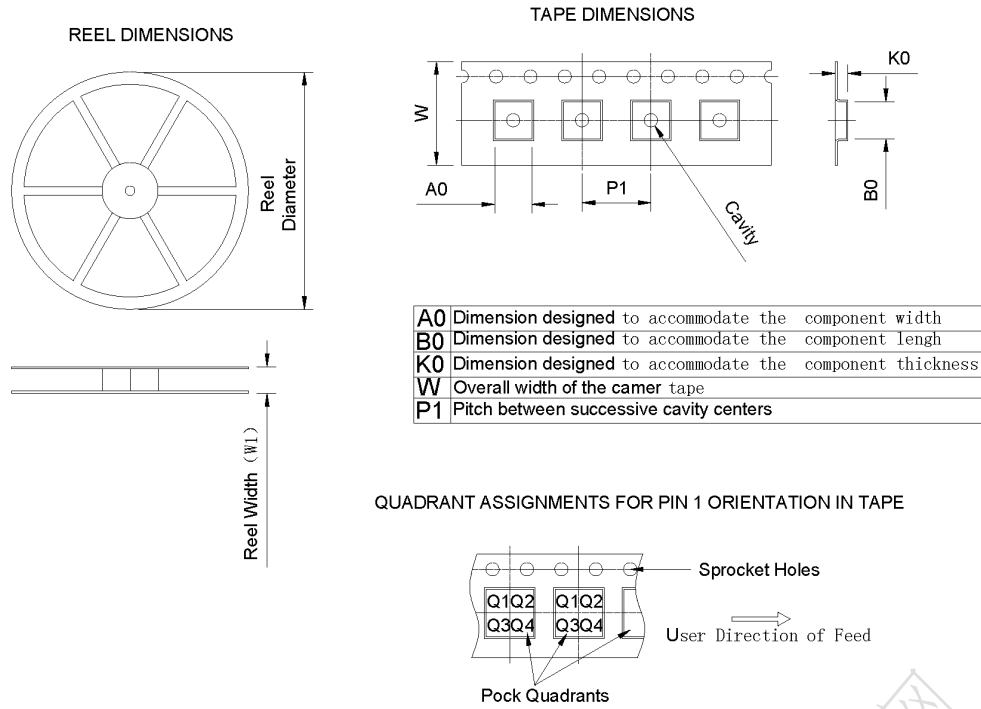 REEL DIMENSIONS
TAPE DIMENSIONS
Reel
Diameter
Reel Width (W1)
W
A0
P1
Cavity
K0
B0
A0 Dimension designed to accommodate the component width
B0 Dimension designed to accommodate the component lengh
K0 Dimension designed to accommodate the component thickness
W Overall width of the camer tape
P1 Pitch between successive cavity centers
QUADRANT ASSIGNMENTS FOR PIN 1 ORIENTATION IN TAPE
Sprocket Holes
Q1Q2 Q1Q2
Q3Q4 Q3Q4
User Direction of Feed
Pock Quadrants